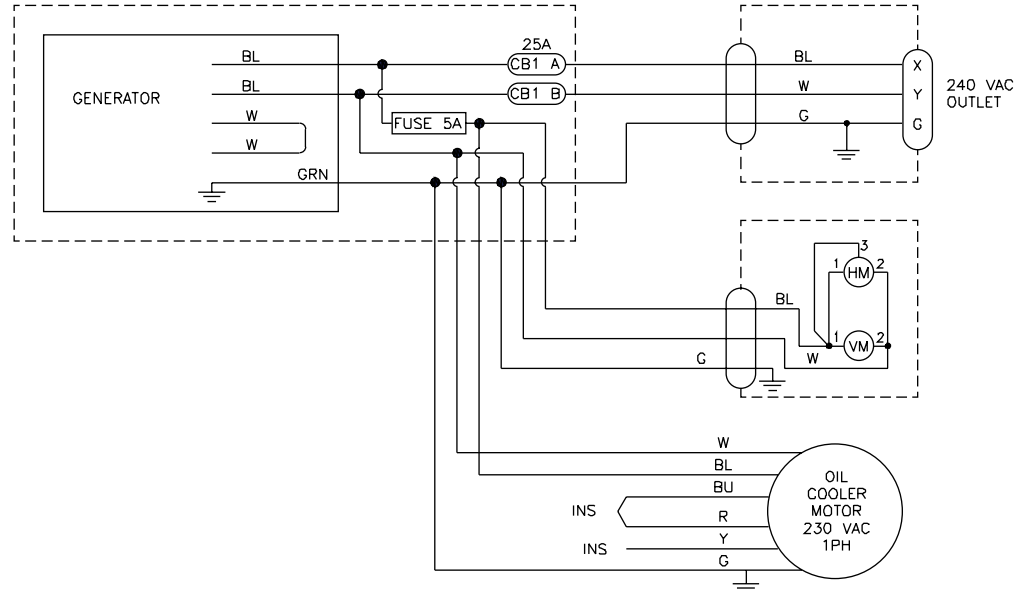 25A
BL
CB1 A
BL
X
BL
CB1 B
W
Y
240 VAC
OUTLET
GENERATOR
W
FUSE 5A
G
G
W
GRN
3
1
HM
2
BL
1
VM
2
G
W
W
BL
BU
INS
R
INS
Y
G
OIL
COOLER
MOTOR
230 VAC
1PH